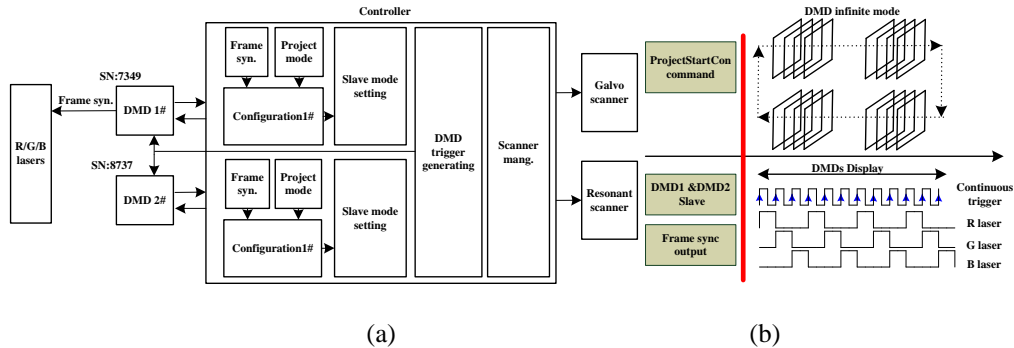 Controller
SN:7349
Frame syn.
R/G/B
lasers
DMD 1#
SN:8737
DMD 2#
Frame
syn.
Project
mode
Configuration1#
Slave mode
setting
Frame
syn.
Project
mode
Configuration1#
Slave mode
setting
DMD
trigger
generating
Scanner
mang.
Galvo
scanner
Resonant
scanner
(a)
ProjectStartCon
command
DMD1 &DMD2
Slave
Frame sync
output
DMD infinite mode
DMDs Display
Continuous
trigger
R laser
G laser
B laser
(b)